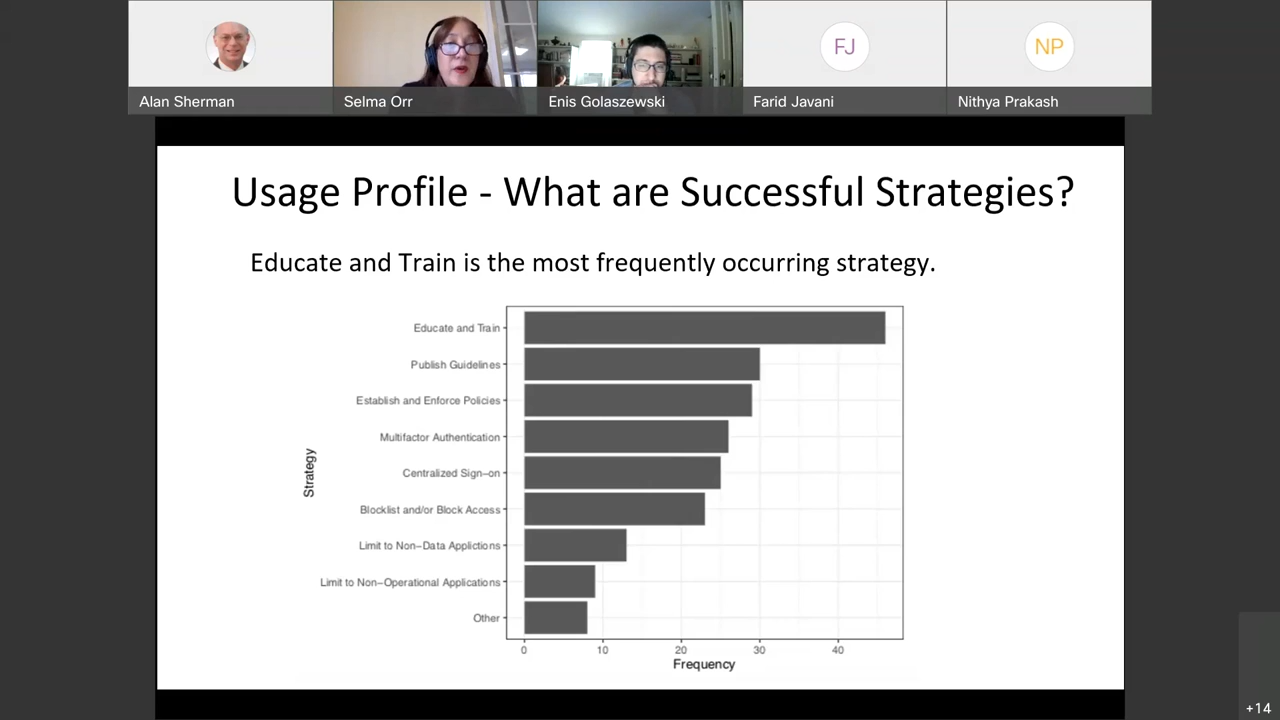 FJ
NP
Alan Sherman
Selma Orr
Enis Golaszewski
Farid Javani
Nithya Prakash
Usage Profile - What are Successful Strategies?
Educate and Train is the most frequently occurring strategy.
Strategy
Educate and Train
Publish Guidelines
Establish and Enforce Policies
Multifactor Authentication
Centralized Sign-on
Blocklist and/or Block Access
Limit to Non-Data Applictions
Limit to Non-Operational Applications
Other
0 10 20 30 40
Frequency
+14